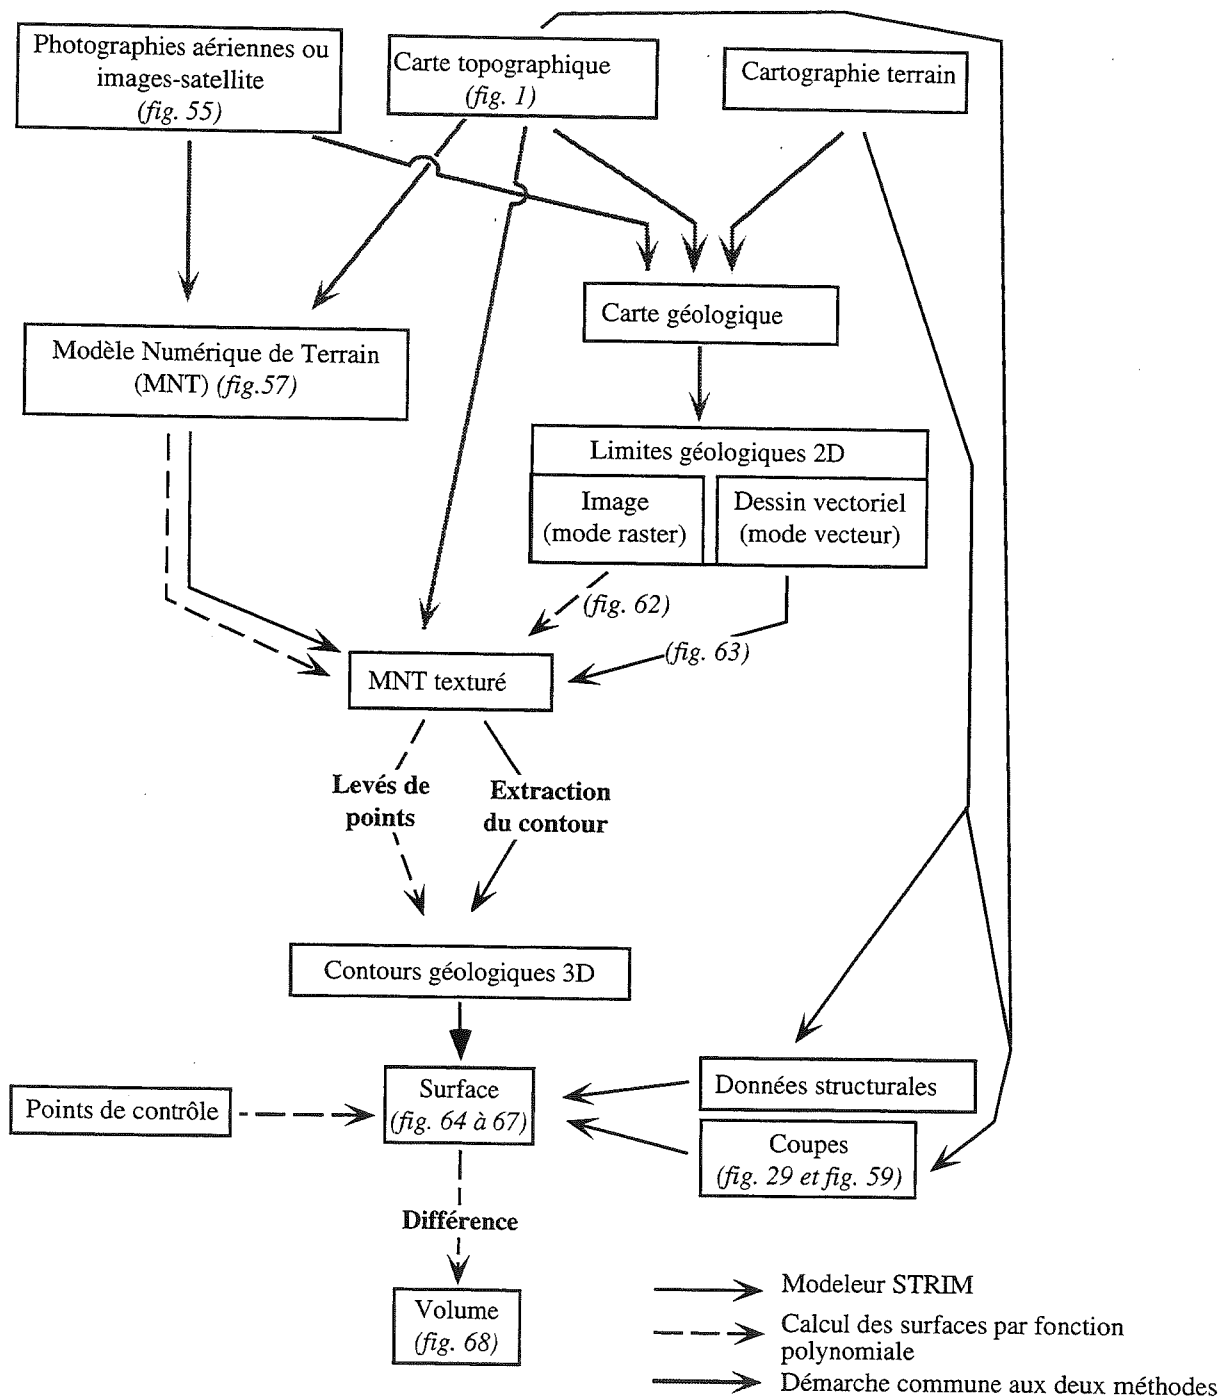 Photographies aériennes ou
images-satellite
(fig. 55)
Carte topographique
(fig. 1)
Cartographie terrain
Carte géologique
Modèle Numérique de Terrain
(MNT) (fig.57)
Limites géologiques 2D
Image
(mode raster)
Dessin vectoriel
(mode vecteur)
(fig. 62)
(fig. 63)
MNT texturé
Levés de
points
Extraction
du contour
Contours géologiques 3D
Points de contrôle
Surface
(fig. 64 à 67)
Données structurales
Coupes
(fig. 29 et fig. 59)
Différence
Volume
(fig. 68)
Modeleur STRIM
Calcul des surfaces par fonction
polynomiale
Démarche commune aux deux méthodes